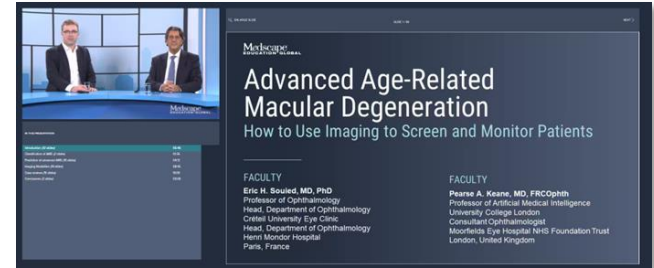 Medscape
EDUCATION GLOBAL
Medscape
EDUCATION GLOBAL
Advanced Age-Related
Macular Degeneration
How to Use Imaging to Screen and Monitor Patients
FACULTY
Eric H. Souied, MD, PhD
Professor of Ophthalmology
Head, Department of Ophthalmology
Créteil University Eye Clinic
Head, Department of Ophthalmology
Henri Mondor Hospital
Paris, France
FACULTY
Pearse A. Keane, MD, FRCOphth
Professor of Artificial Medical Intelligence
University College London
Consultant Ophthalmologist
Moorfields Eye Hospital NHS Foundation Trust
London, United Kingdom